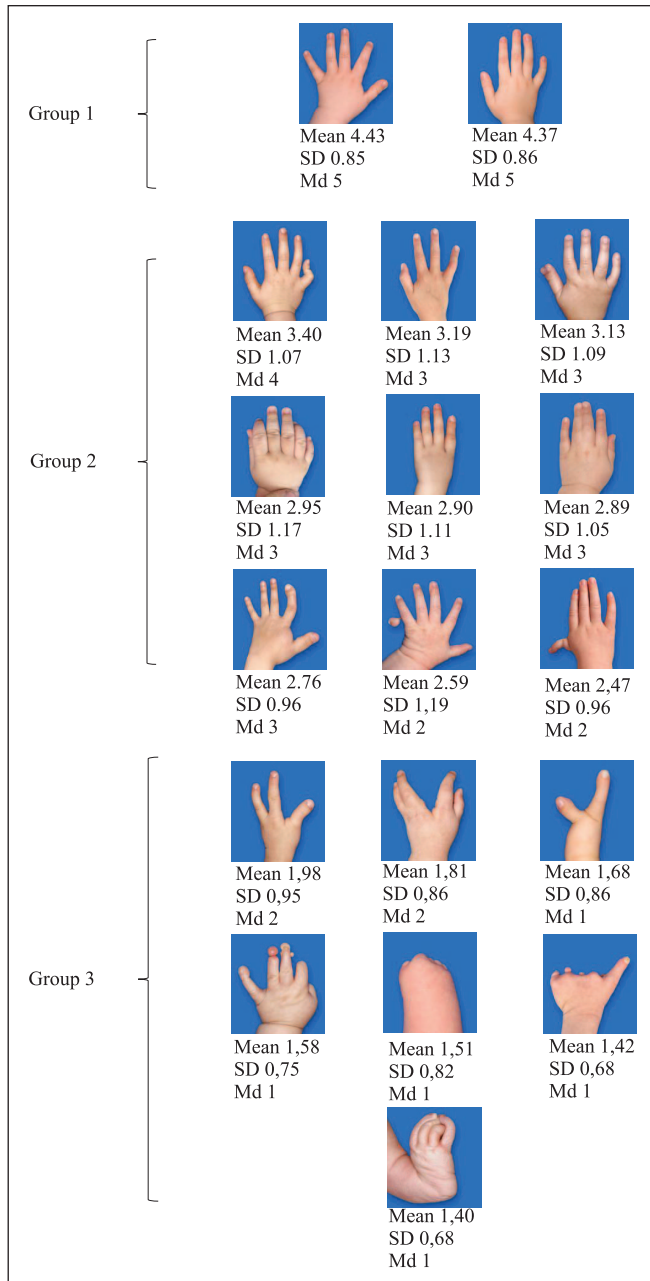 Group 1
Mean 4.43
SD 0.85
Md 5
Mean 4.37
SD 0.86
Md 5
Group 2
Mean 3.40
SD 1.07
Md 4
Mean 3.19
SD 1.13
Md 3
Mean 3.13
SD 1.09
Md 3
Mean 2.95
SD 1.17
Md 3
Mean 2.90
SD 1.11
Md 3
Mean 2.89
SD 1.05
Md 3
Mean 2.76
SD 0.96
Md 3
Mean 2.59
SD 1,19
Md 2
Mean 2,47
SD 0.96
Md 2
Group 3
Mean 1,98
SD 0,95
Md 2
Mean 1,81
SD 0,86
Md 2
Mean 1,68
SD 0,86
Md 1
Mean 1,58
SD 0,75
Md 1
Mean 1,51
SD 0,82
Md 1
Mean 1,42
SD 0,68
Md 1
Mean 1,40
SD 0,68
Md 1